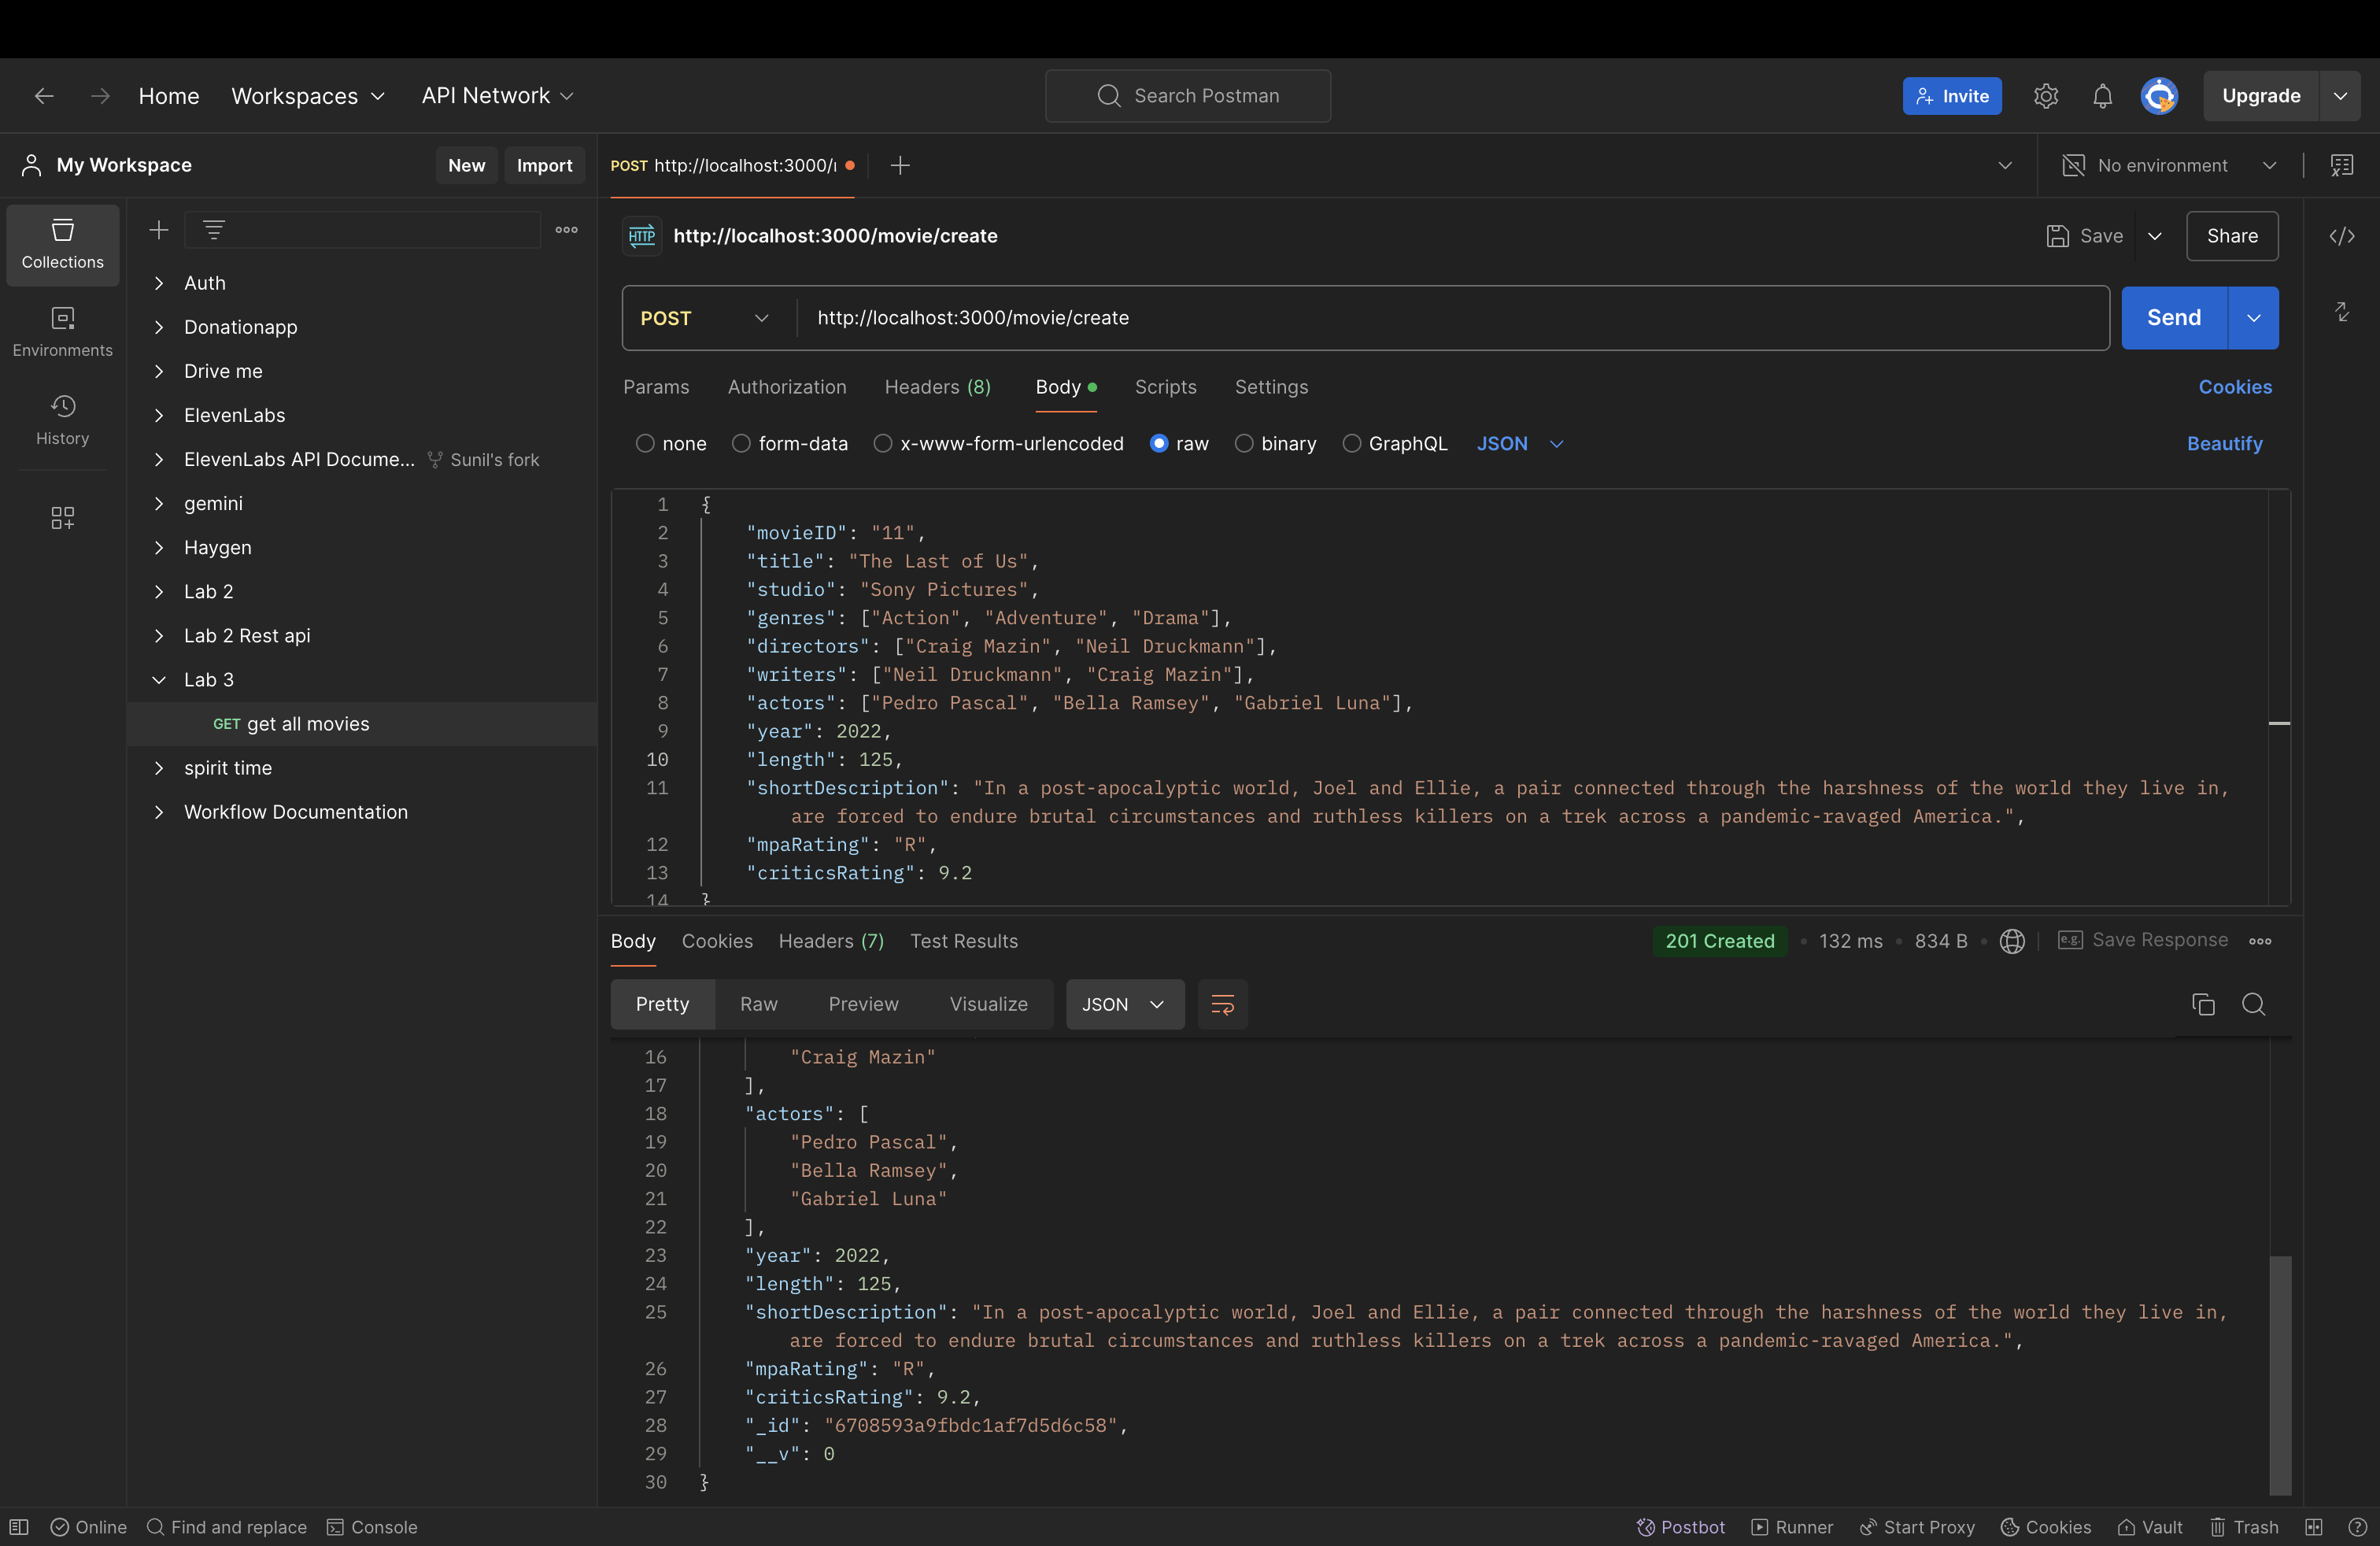 Home Workspaces API Network Search Postman Invite Upgrade
My Workspace New Import POST http://localhost:3000/ No environment
Collections
Environments
History
Auth
Donationapp
Drive me
ElevenLabs
ElevenLabs API Docume... Sunil's fork
gemini
Haygen
Lab 2
Lab 2 Rest api
Lab 3
GET get all movies
spirit time
Workflow Documentation
HTTP http://localhost:3000/movie/create Save Share
POST http://localhost:3000/movie/create Send
Params Authorization Headers (8) Body Scripts Settings Cookies
none form-data x-www-form-urlencoded raw binary GraphQL JSON Beautify
1 {
2 "movieID": "11",
3 "title": "The Last of Us",
4 "studio": "Sony Pictures",
5 "genres": ["Action", "Adventure", "Drama"],
6 "directors": ["Craig Mazin", "Neil Druckmann"],
7 "writers": ["Neil Druckmann", "Craig Mazin"],
8 "actors": ["Pedro Pascal", "Bella Ramsey", "Gabriel Luna"],
9 "year": 2022,
10 "length": 125,
11 "shortDescription": "In a post-apocalyptic world, Joel and Ellie, a pair connected through the harshness of the world they live in,
are forced to endure brutal circumstances and ruthless killers on a trek across a pandemic-ravaged America.",
12 "mpaRating": "R",
13 "criticsRating": 9.2
14 }
Body Cookies Headers (7) Test Results 201 Created 132 ms 834 B e.g. Save Response
Pretty Raw Preview Visualize JSON
16 "Craig Mazin"
17 ],
18 "actors": [
19 "Pedro Pascal",
20 "Bella Ramsey",
21 "Gabriel Luna"
22 ],
23 "year": 2022,
24 "length": 125,
25 "shortDescription": "In a post-apocalyptic world, Joel and Ellie, a pair connected through the harshness of the world they live in,
are forced to endure brutal circumstances and ruthless killers on a trek across a pandemic-ravaged America.",
26 "mpaRating": "R",
27 "criticsRating": 9.2,
28 "_id": "6708593a9fbdc1af7d5d6c58",
29 "__v": 0
30 }
Online Find and replace Console Postbot Runner Start Proxy Cookies Vault Trash